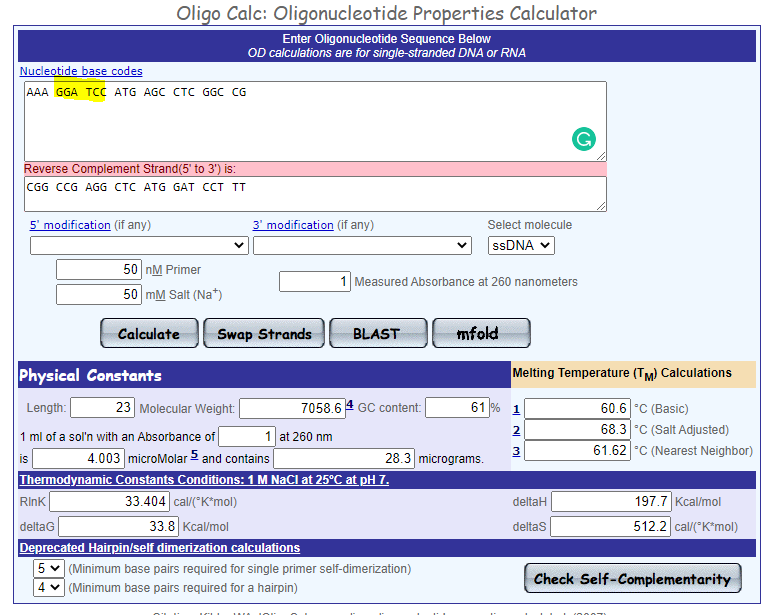 Oligo Calc: Oligonucleotide Properties Calculator
Enter Oligonucleotide Sequence Below
OD calculations are for single-stranded DNA or RNA
Nucleotide base codes
AAA GGA TCC ATG AGC CTC GGC CG
Reverse Complement Strand(5' to 3') is:
CGG CCG AGG CTC ATG GAT CCT TT
5' modification (if any) 3' modification (if any) Select molecule
ssDNA
50 nM Primer
1 Measured Absorbance at 260 nanometers
50 mM Salt (Na+)
Calculate Swap Strands BLAST mfold
Physical Constants Melting Temperature (TM) Calculations
Length: 23 Molecular Weight: 7058.6 4 GC content: 61 % 1 60.6 °C (Basic)
2 68.3 °C (Salt Adjusted)
1 ml of a sol'n with an Absorbance of 1 at 260 nm
3 61.62 °C (Nearest Neighbor)
is 4.003 microMolar 5 and contains 28.3 micrograms.
Thermodynamic Constants Conditions: 1 M NaCl at 25°C at pH 7.
RlnK 33.404 cal/(°K*mol) deltaH 197.7 Kcal/mol
deltaG 33.8 Kcal/mol deltaS 512.2 cal/(°K*mol)
Deprecated Hairpin/self dimerization calculations
5 (Minimum base pairs required for single primer self-dimerization)
4 (Minimum base pairs required for a hairpin)
Check Self-Complementarity